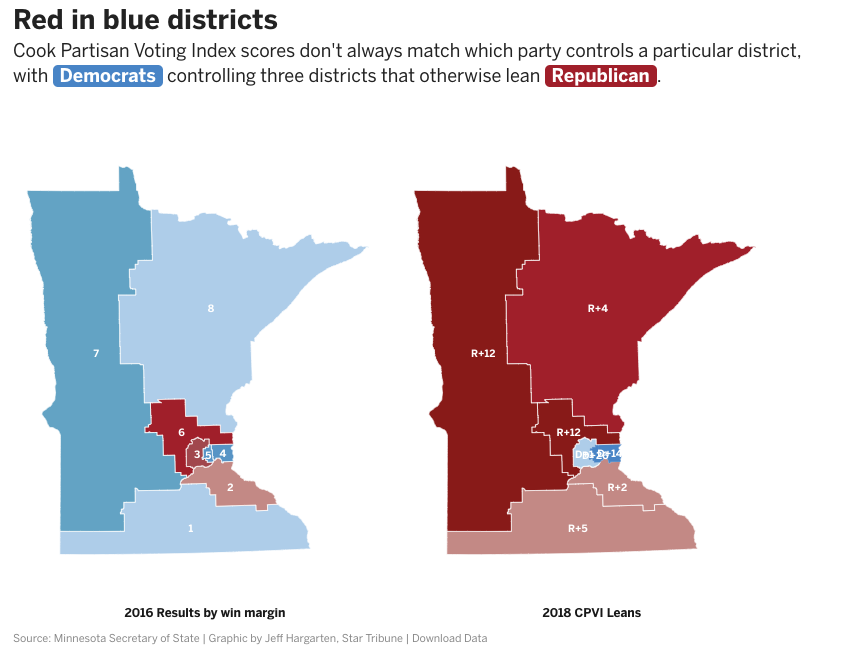 Red in blue districts
Cook Partisan Voting Index scores don't always match which party controls a particular district,
with Democrats controlling three districts that otherwise lean Republican.
8
7
6
3
5
4
2
1
R+4
R+12
R+12
D+14
R+2
R+5
2016 Results by win margin
2018 CPVI Leans
Source: Minnesota Secretary of State | Graphic by Jeff Hargarten, Star Tribune | Download Data